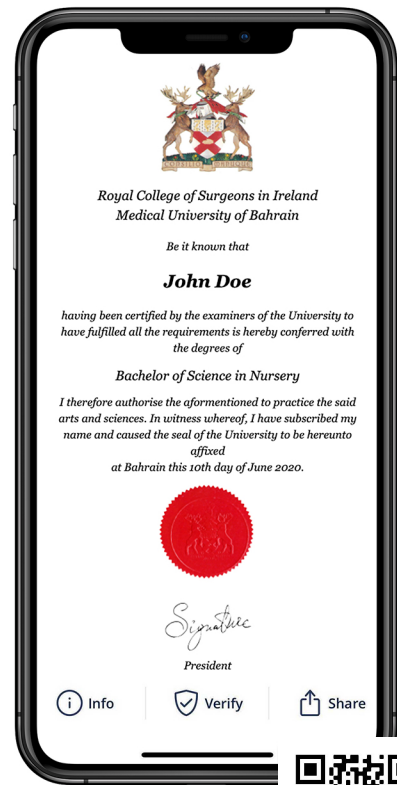 CONSILIO MANUQUE
Royal College of Surgeons in Ireland
Medical University of Bahrain
Be it known that
John Doe
having been certified by the examiners of the University to
have fulfilled all the requirements is hereby conferred with
the degrees of
Bachelor of Science in Nursery
I therefore authorise the aformentioned to practice the said
arts and sciences. In witness whereof, I have subscribed my
name and caused the seal of the University to be hereunto
affixed
at Bahrain this 10th day of June 2020.
Signature
President
Info Verify Share